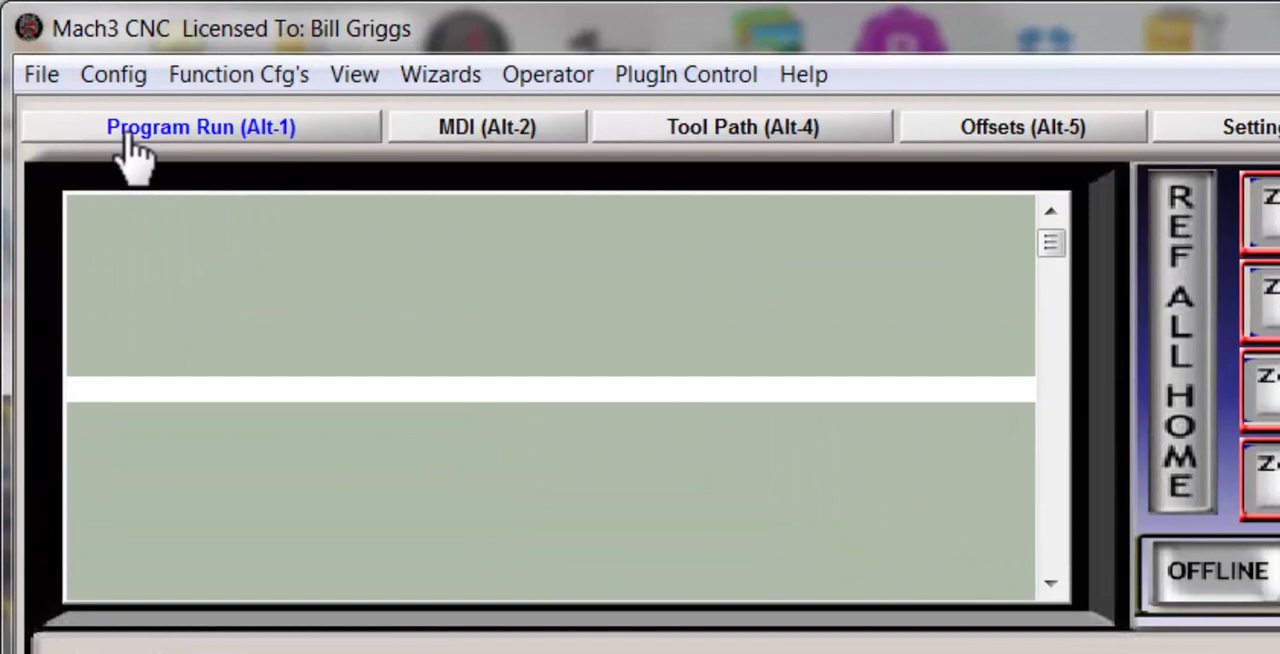 Mach3 CNC Licensed To: Bill Griggs
File Config Function Cfg's View Wizards Operator PlugIn Control Help
Program Run (Alt-1) MDI (Alt-2) Tool Path (Alt-4) Offsets (Alt-5)
REF ALL HOME
OFFLINE